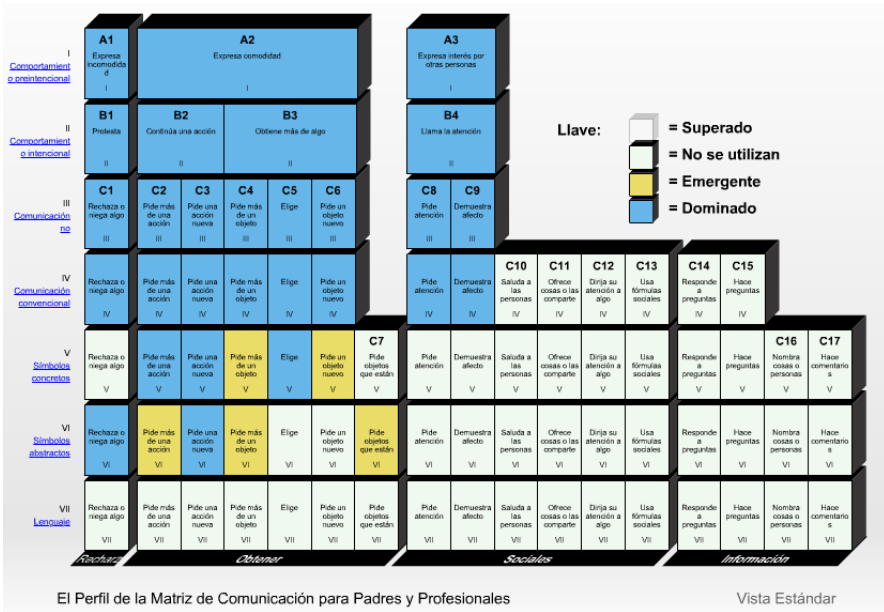 A1
Expresa
incomodida
d
I
A2
Expresa comodidad
I
A3
Expresa interés por
otras personas
I
I
Comportamient
o preintencional
B1
Protesta
II
B2
Continúa una acción
II
B3
Obtiene más de algo
II
B4
Llama la atención
II
II
Comportamient
o intencional
Llave:
= Superado
= No se utilizan
= Emergente
= Dominado
III
Comunicación
no
C1
Rechaza o
niega algo
III
C2
Pide más
de una
acción
III
C3
Pide una
acción
nueva
III
C4
Pide más
de un
objeto
III
C5
Elige
III
C6
Pide un
objeto
nuevo
III
C8
Pide
atención
III
C9
Demuestra
afecto
III
IV
Comunicación
convencional
Rechaza o
niega algo
IV
Pide más
de una
acción
IV
Pide una
acción
nueva
IV
Pide más
de un
objeto
IV
Elige
IV
Pide un
objeto
nuevo
IV
Pide
atención
IV
Demuestra
afecto
IV
C10
Saluda a
las
personas
IV
C11
Ofrece
cosas o las
comparte
IV
C12
Dirija su
atención a
algo
IV
C13
Usa
fórmulas
sociales
IV
C14
Responde
a
preguntas
IV
C15
Hace
preguntas
IV
V
Símbolos
concretos
Rechaza o
niega algo
V
Pide más
de una
acción
V
Pide una
acción
nueva
V
Pide más
de un
objeto
V
Elige
V
Pide un
objeto
nuevo
V
C7
Pide
objetos
que están
V
Pide
atención
V
Demuestra
afecto
V
Saluda a
las
personas
V
Ofrece
cosas o las
comparte
V
Dirija su
atención a
algo
V
Usa
fórmulas
sociales
V
Responde
a
preguntas
V
Hace
preguntas
V
C16
Nombra
cosas o
personas
V
C17
Hace
comentario
s
V
VI
Símbolos
abstractos
Rechaza o
niega algo
VI
Pide más
de una
acción
VI
Pide una
acción
nueva
VI
Pide más
de un
objeto
VI
Elige
VI
Pide un
objeto
nuevo
VI
Pide
objetos
que están
VI
Pide
atención
VI
Demuestra
afecto
VI
Saluda a
las
personas
VI
Ofrece
cosas o las
comparte
VI
Dirija su
atención a
algo
VI
Usa
fórmulas
sociales
VI
Responde
a
preguntas
VI
Hace
preguntas
VI
Nombra
cosas o
personas
VI
Hace
comentario
s
VI
VII
Lenguaje
Rechaza o
niega algo
VII
Pide más
de una
acción
VII
Pide una
acción
nueva
VII
Pide más
de un
objeto
VII
Elige
VII
Pide un
objeto
nuevo
VII
Pide
objetos
que están
VII
Pide
atención
VII
Demuestra
afecto
VII
Saluda a
las
personas
VII
Ofrece
cosas o las
comparte
VII
Dirija su
atención a
algo
VII
Usa
fórmulas
sociales
VII
Responde
a
preguntas
VII
Hace
preguntas
VII
Nombra
cosas o
personas
VII
Hace
comentario
s
VII
Rechaza
Obtener
Sociales
Información
El Perfil de la Matriz de Comunicación para Padres y Profesionales
Vista Estándar